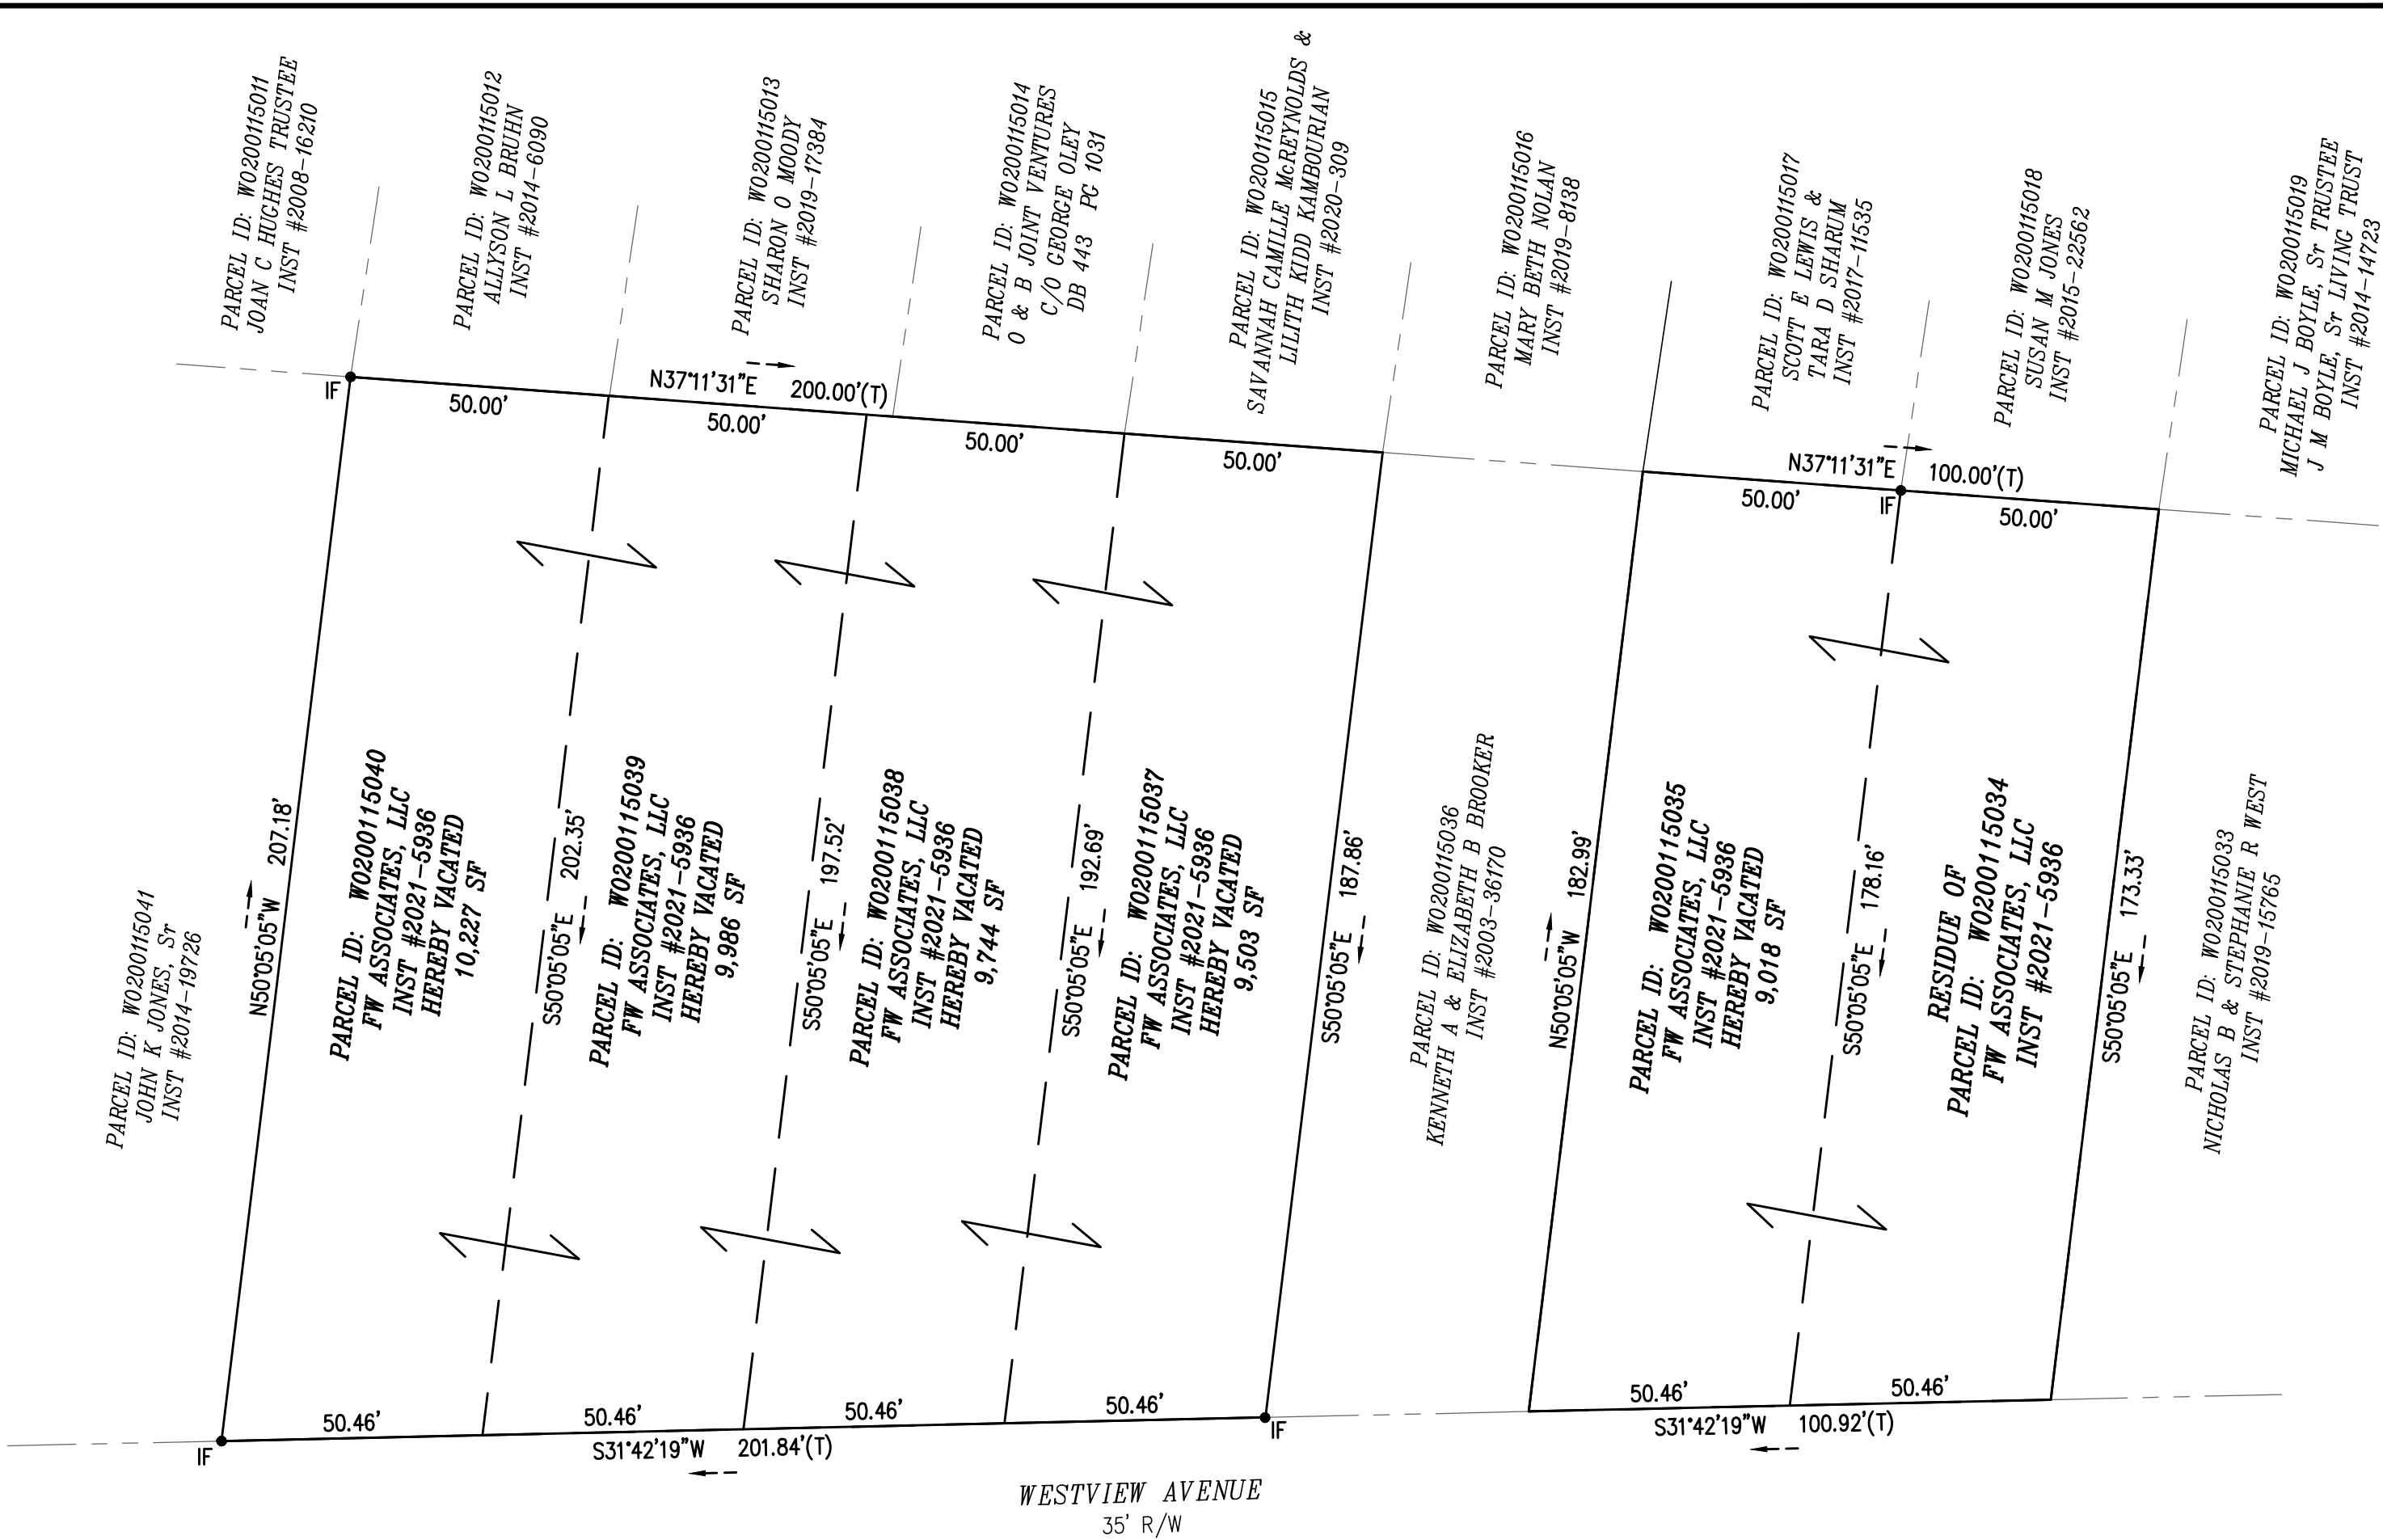 PARCEL ID: W0200115011
JOAN C HUGHES TRUSTEE
INST #2008-16210
PARCEL ID: W0200115012
ALLYSON L BRUHN
INST #2014-6090
PARCEL ID: W0200115013
SHARON O MOODY
INST #2019-17384
PARCEL ID: W0200115014
O & B JOINT VENTURES
C/O GEORGE OLEY
DB 443 PG 1031
PARCEL ID: W0200115015
SAVANNAH CAMILLE McREYNOLDS &
LILITH KIDD KAMBOURIAN
INST #2020-309
PARCEL ID: W0200115016
MARY BETH NOLAN
INST #2019-8138
PARCEL ID: W0200115017
SCOTT E LEWIS &
TARA D SHARUM
INST #2017-11535
PARCEL ID: W0200115018
SUSAN M JONES
INST #2015-22562
PARCEL ID: W0200115019
MICHAEL J BOYLE, Sr TRUSTEE
J M BOYLE, Sr LIVING TRUST
INST #2014-14723
IF
N37°11'31"E 200.00'(T)
50.00'
50.00'
50.00'
50.00'
N37°11'31"E 100.00'(T)
50.00'
IF
50.00'
PARCEL ID: W0200115041
JOHN K JONES, Sr
INST #2014-19726
N50°05'05"W 207.18'
PARCEL ID: W0200115040
FW ASSOCIATES, LLC
INST #2021-5936
HEREBY VACATED
10,227 SF
S50°05'05"E 202.35'
PARCEL ID: W0200115039
FW ASSOCIATES, LLC
INST #2021-5936
HEREBY VACATED
9,986 SF
S50°05'05"E 197.52'
PARCEL ID: W0200115038
FW ASSOCIATES, LLC
INST #2021-5936
HEREBY VACATED
9,744 SF
S50°05'05"E 192.69'
PARCEL ID: W0200115037
FW ASSOCIATES, LLC
INST #2021-5936
HEREBY VACATED
9,503 SF
S50°05'05"E 187.86'
PARCEL ID: W0200115036
KENNETH A & ELIZABETH B BROOKER
INST #2003-36170
N50°05'05"W 182.99'
PARCEL ID: W0200115035
FW ASSOCIATES, LLC
INST #2021-5936
HEREBY VACATED
9,018 SF
S50°05'05"E 178.16'
RESIDUE OF
PARCEL ID: W0200115034
FW ASSOCIATES, LLC
INST #2021-5936
S50°05'05"E 173.33'
PARCEL ID: W0200115033
NICHOLAS B & STEPHANIE R WEST
INST #2019-15765
50.46'
50.46'
50.46'
50.46'
IF
S31°42'19"W 201.84'(T)
IF
50.46'
50.46'
S31°42'19"W 100.92'(T)
WESTVIEW AVENUE
35' R/W